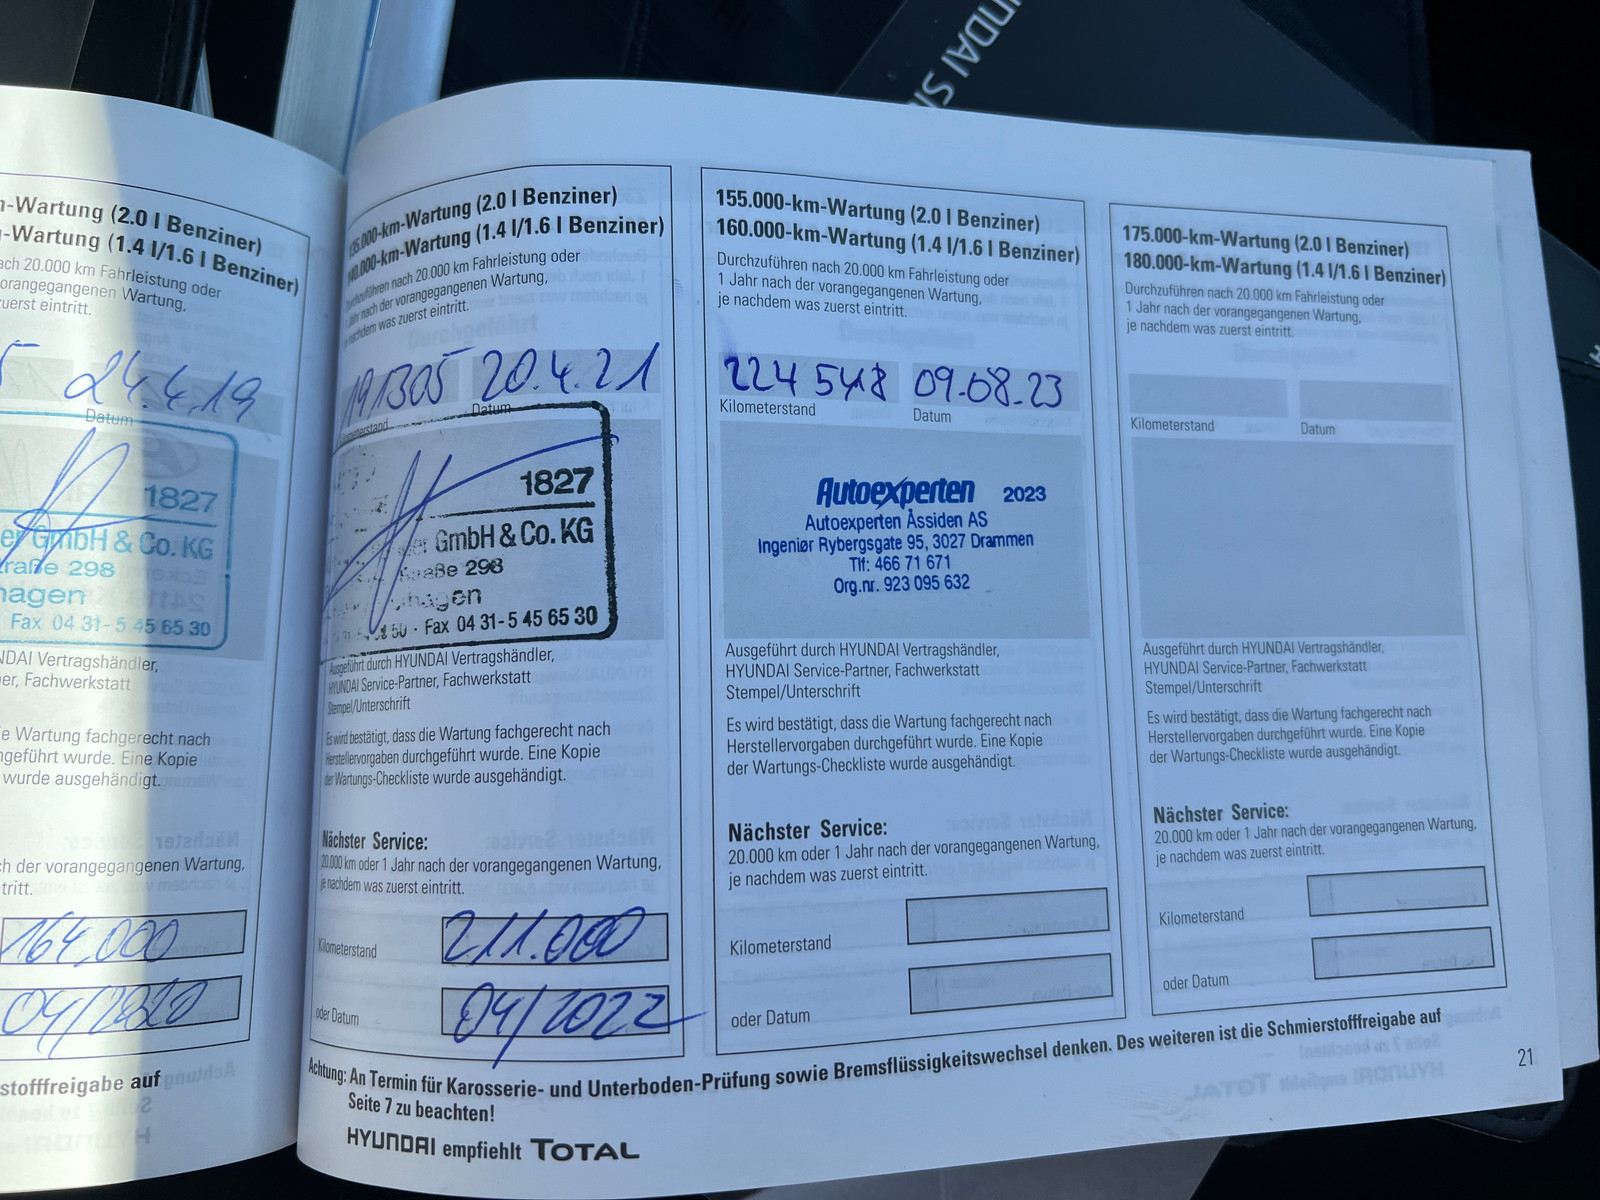 UNDAI
-Wartung (2.0 l Benziner)
-Wartung (1.4 l/1.6 l Benziner)
ach 20.000 km Fahrleistung oder
vorangegangenen Wartung,
zuerst eintritt.
5 24.4.19
Datum
1827
GmbH & Co. KG
raße 298
hagen
Fax 04 31-5 45 65 30
NDAI Vertragshändler,
er, Fachwerkstatt
e Wartung fachgerecht nach
geführt wurde. Eine Kopie
wurde ausgehändigt.
h der vorangegangenen Wartung,
tritt.
164.000
04/2020
stofffreigabe auf
135.000-km-Wartung (2.0 l Benziner)
140.000-km-Wartung (1.4 l/1.6 l Benziner)
Durchzuführen nach 20.000 km Fahrleistung oder
1 Jahr nach der vorangegangenen Wartung,
je nachdem was zuerst eintritt.
191305 20.4.21
Kilometerstand Datum
1827
GmbH & Co. KG
straße 298
hagen
Fax 04 31-5 45 65 30
Ausgeführt durch HYUNDAI Vertragshändler,
HYUNDAI Service-Partner, Fachwerkstatt
Stempel/Unterschrift
Es wird bestätigt, dass die Wartung fachgerecht nach
Herstellervorgaben durchgeführt wurde. Eine Kopie
der Wartungs-Checkliste wurde ausgehändigt.
Nächster Service:
20.000 km oder 1 Jahr nach der vorangegangenen Wartung,
je nachdem was zuerst eintritt.
Kilometerstand 211.000
oder Datum 04/2022
155.000-km-Wartung (2.0 l Benziner)
160.000-km-Wartung (1.4 l/1.6 l Benziner)
Durchzuführen nach 20.000 km Fahrleistung oder
1 Jahr nach der vorangegangenen Wartung,
je nachdem was zuerst eintritt.
224 548 09.08.23
Kilometerstand Datum
Autoexperten 2023
Autoexperten Åssiden AS
Ingeniør Rybergsgate 95, 3027 Drammen
Tlf: 466 71 671
Org.nr. 923 095 632
Ausgeführt durch HYUNDAI Vertragshändler,
HYUNDAI Service-Partner, Fachwerkstatt
Stempel/Unterschrift
Es wird bestätigt, dass die Wartung fachgerecht nach
Herstellervorgaben durchgeführt wurde. Eine Kopie
der Wartungs-Checkliste wurde ausgehändigt.
Nächster Service:
20.000 km oder 1 Jahr nach der vorangegangenen Wartung,
je nachdem was zuerst eintritt.
Kilometerstand
oder Datum
175.000-km-Wartung (2.0 l Benziner)
180.000-km-Wartung (1.4 l/1.6 l Benziner)
Durchzuführen nach 20.000 km Fahrleistung oder
1 Jahr nach der vorangegangenen Wartung,
je nachdem was zuerst eintritt.
Kilometerstand Datum
Ausgeführt durch HYUNDAI Vertragshändler,
HYUNDAI Service-Partner, Fachwerkstatt
Stempel/Unterschrift
Es wird bestätigt, dass die Wartung fachgerecht nach
Herstellervorgaben durchgeführt wurde. Eine Kopie
der Wartungs-Checkliste wurde ausgehändigt.
Nächster Service:
20.000 km oder 1 Jahr nach der vorangegangenen Wartung,
je nachdem was zuerst eintritt.
Kilometerstand
oder Datum
Achtung: An Termin für Karosserie- und Unterboden-Prüfung sowie Bremsflüssigkeitswechsel denken. Des weiteren ist die Schmierstofffreigabe auf
Seite 7 zu beachten!
HYUNDAI empfiehlt TOTAL
21